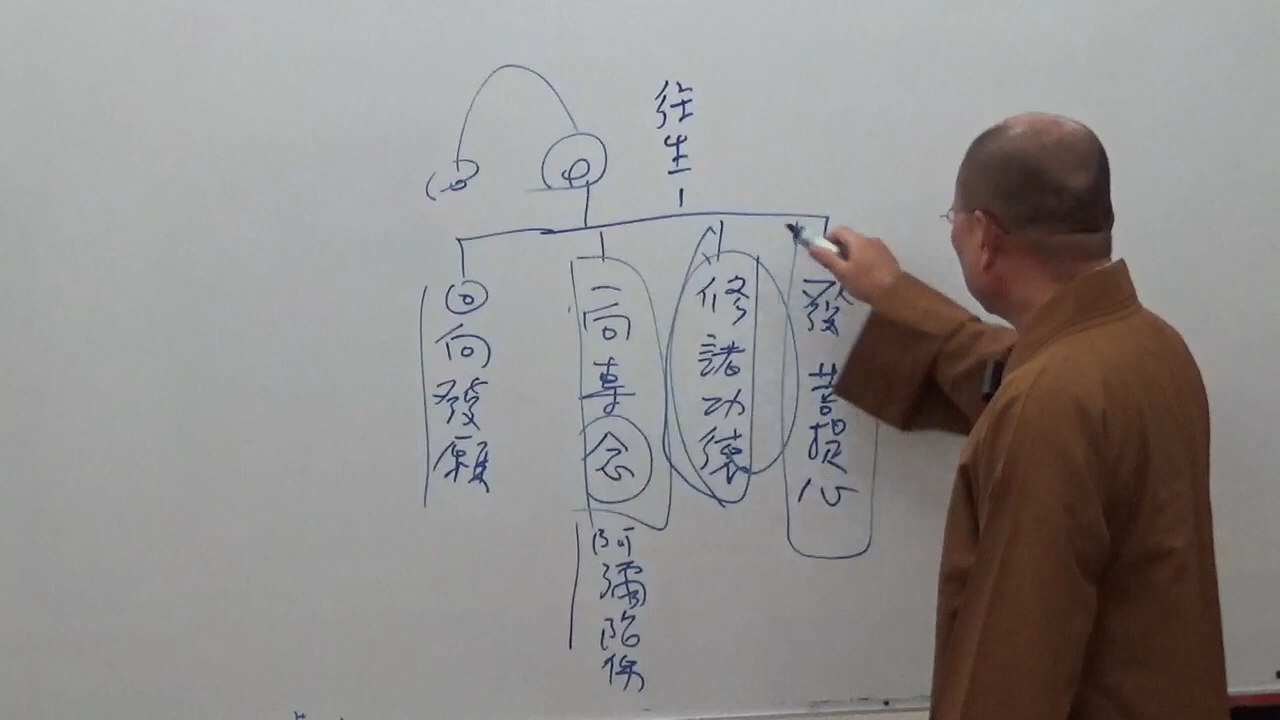 往生
發菩提心
修諸功德
一向專念
阿彌陀佛
回向發願